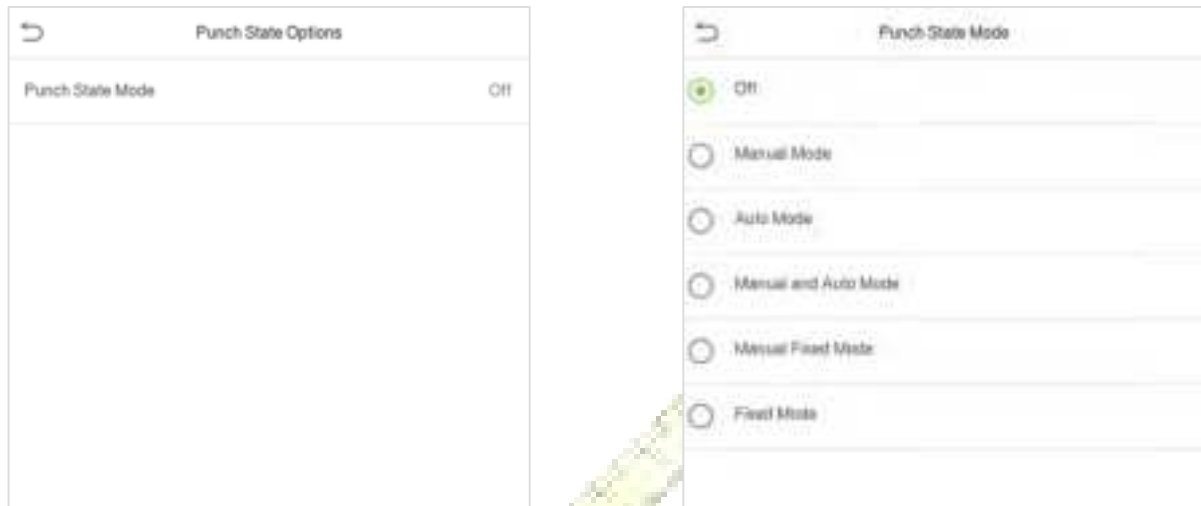 Punch State Options
Punch State Mode Off
Punch State Mode
Off
Manual Mode
Auto Mode
Manual and Auto Mode
Manual Fixed Mode
Fixed Mode